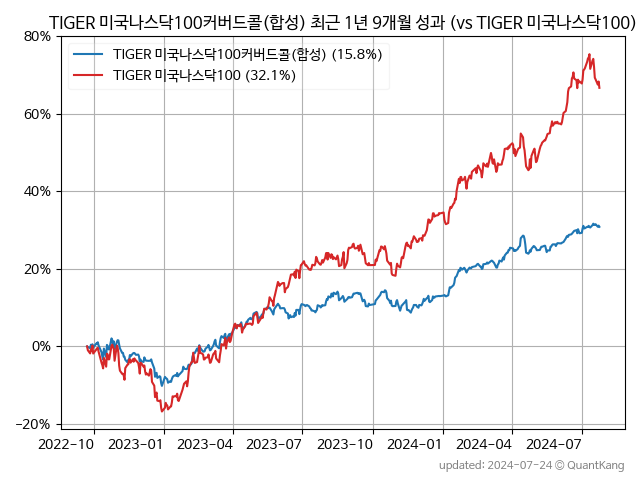 TIGER 미국나스닥100커버드콜(합성) 최근 1년 9개월 성과 (vs TIGER 미국나스닥100)
80%
TIGER 미국나스닥100커버드콜(합성) (15.8%)
TIGER 미국나스닥100 (32.1%)
60%
40%
20%
0%
−20%
2022-10 2023-01 2023-04 2023-07 2023-10 2024-01 2024-04 2024-07
updated: 2024-07-24 © QuantKang